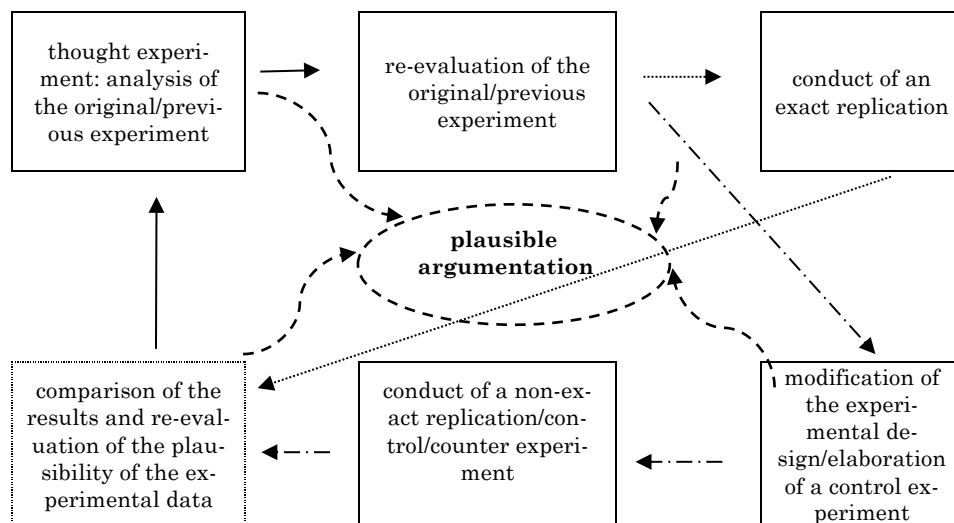 thought experi-
ment: analysis of
the original/previ-
ous experiment
re-evaluation of the
original/previous
experiment
conduct of an
exact replication
plausible
argumentation
comparison of the
results and re-eval-
uation of the plau-
sibility of the ex-
perimental data
conduct of a non-ex-
act replication/con-
trol/counter experi-
ment
modification of
the experi-
mental de-
sign/elaboration
of a control ex-
periment